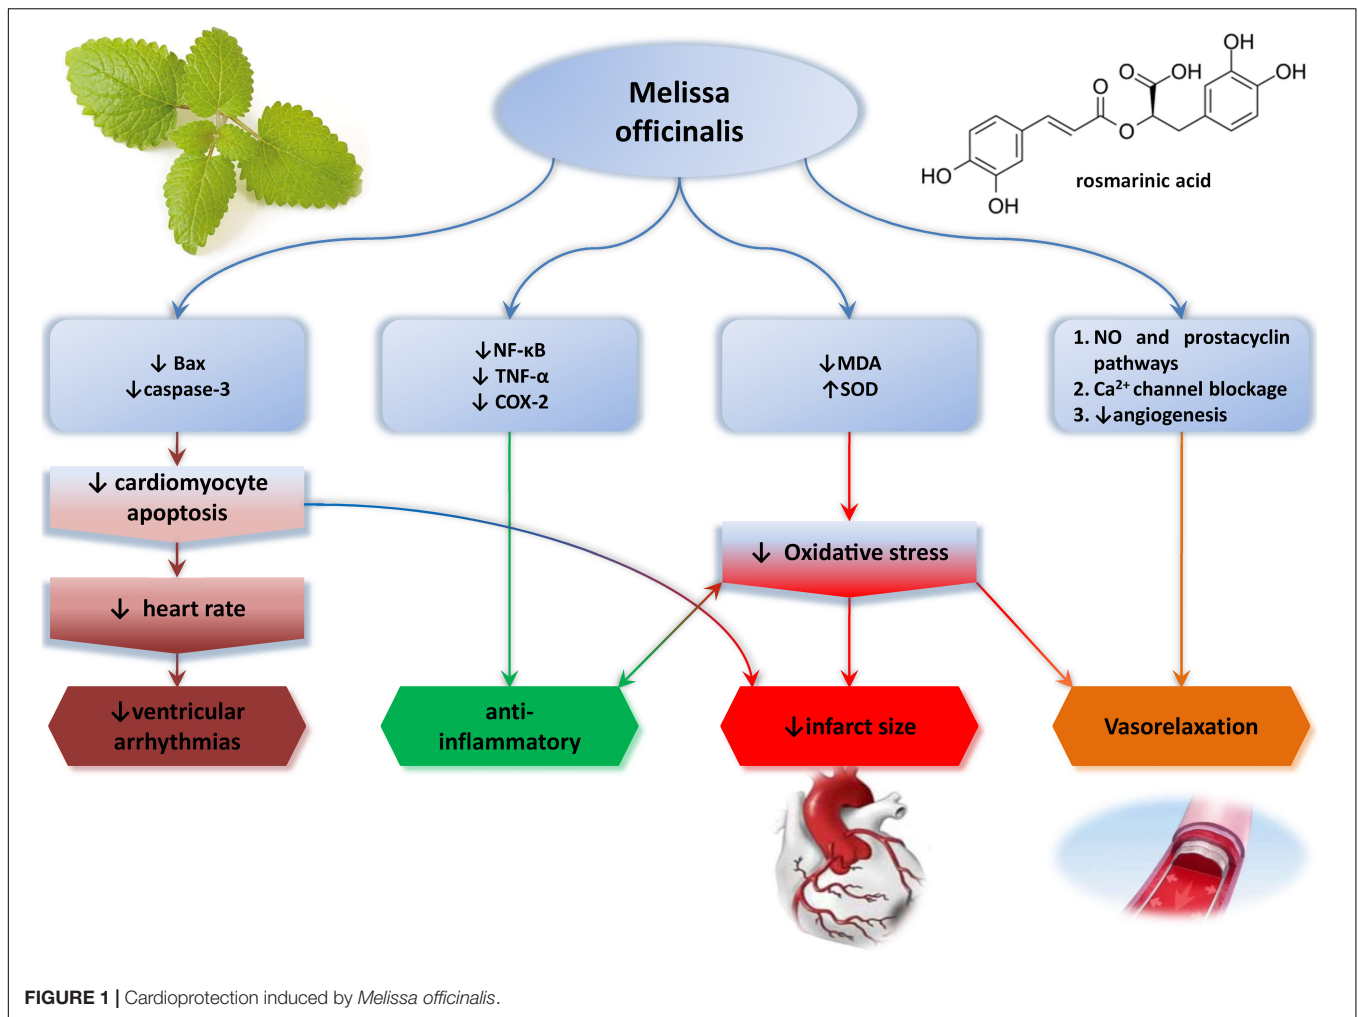 Melissa
officinalis
OH
OH
O
OH
O
O
HO
OH
rosmarinic acid
↓ Bax
↓caspase-3
↓NF-κB
↓ TNF-α
↓ COX-2
↓MDA
↑SOD
1. NO and prostacyclin
pathways
2. Ca²⁺ channel blockage
3. ↓angiogenesis
↓ cardiomyocyte
apoptosis
↓ Oxidative stress
↓ heart rate
↓ventricular
arrhythmias
anti-
inflammatory
↓infarct size
Vasorelaxation
FIGURE 1 | Cardioprotection induced by Melissa officinalis.